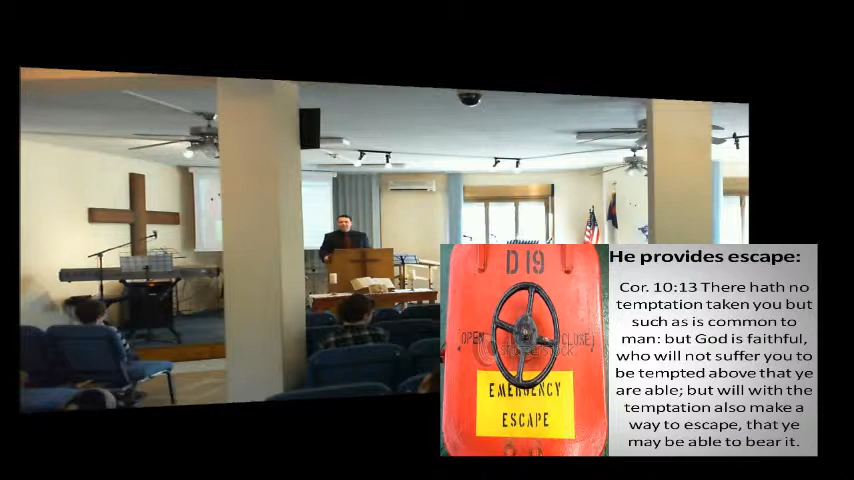 He provides escape:
Cor. 10:13 There hath no
temptation taken you but
such as is common to
man: but God is faithful,
who will not suffer you to
be tempted above that ye
are able; but will with the
temptation also make a
way to escape, that ye
may be able to bear it.
D 19
OPEN CLOSE
EMERGENCY
ESCAPE